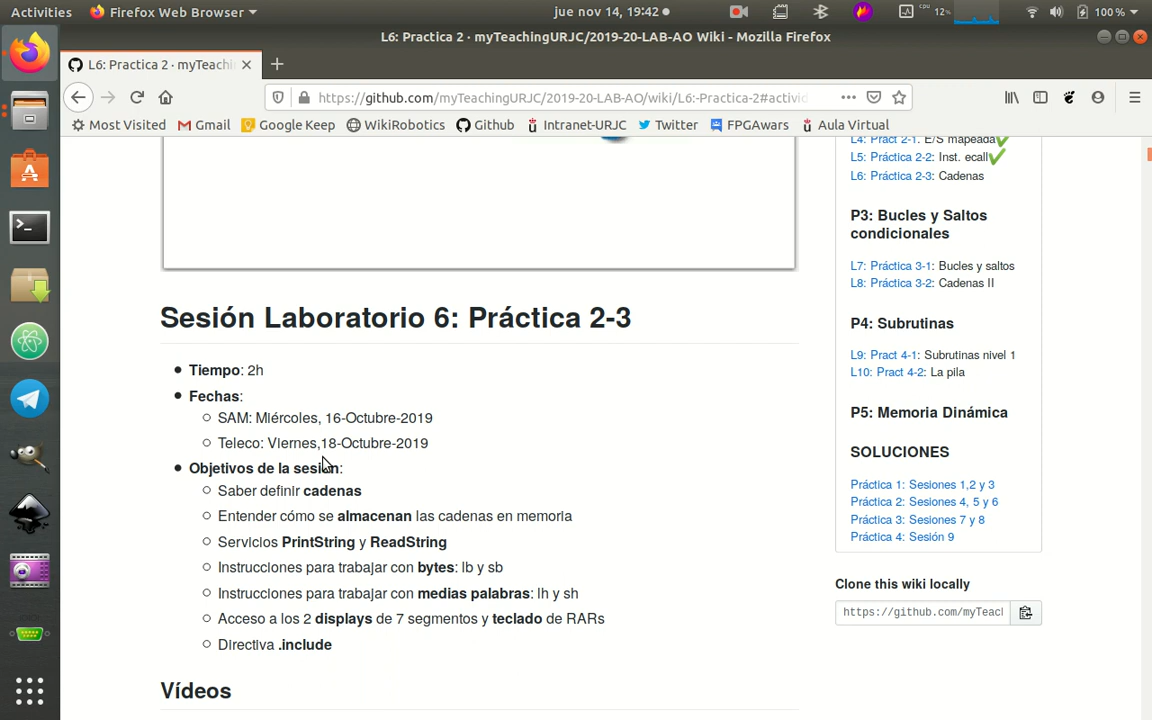 Activities Firefox Web Browser jue nov 14, 19:42 cpu 12% 100 %
L6: Practica 2 · myTeachingURJC/2019-20-LAB-AO Wiki - Mozilla Firefox
L6: Practica 2 · myTeachi
https://github.com/myTeachingURJC/2019-20-LAB-AO/wiki/L6:-Practica-2#activid
Most Visited Gmail Google Keep WikiRobotics Github Intranet-URJC Twitter FPGAwars Aula Virtual
L4: Pract 2-1: E/S mapeada
L5: Práctica 2-2: Inst. ecall
L6: Práctica 2-3: Cadenas
P3: Bucles y Saltos
condicionales
L7: Práctica 3-1: Bucles y saltos
L8: Práctica 3-2: Cadenas II
P4: Subrutinas
L9: Pract 4-1: Subrutinas nivel 1
L10: Pract 4-2: La pila
P5: Memoria Dinámica
SOLUCIONES
Práctica 1: Sesiones 1,2 y 3
Práctica 2: Sesiones 4, 5 y 6
Práctica 3: Sesiones 7 y 8
Práctica 4: Sesión 9
Clone this wiki locally
https://github.com/myTeacl
Sesión Laboratorio 6: Práctica 2-3
Tiempo: 2h
Fechas:
SAM: Miércoles, 16-Octubre-2019
Teleco: Viernes,18-Octubre-2019
Objetivos de la sesión:
Saber definir cadenas
Entender cómo se almacenan las cadenas en memoria
Servicios PrintString y ReadString
Instrucciones para trabajar con bytes: lb y sb
Instrucciones para trabajar con medias palabras: lh y sh
Acceso a los 2 displays de 7 segmentos y teclado de RARs
Directiva .include
Vídeos